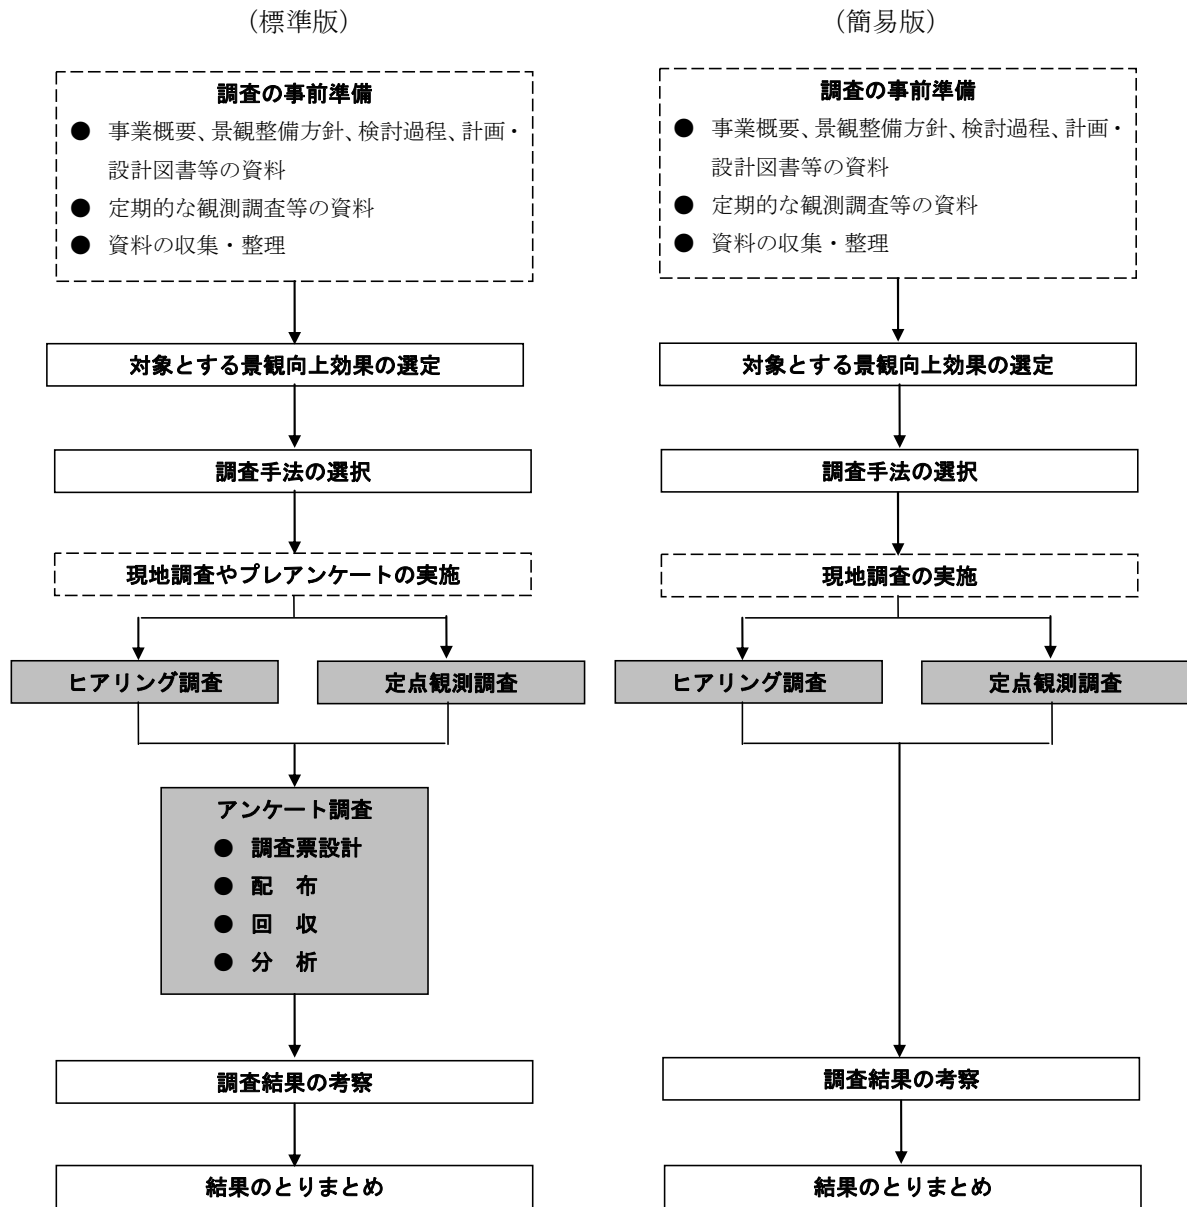 （標準版）
調査の事前準備
● 事業概要、景観整備方針、検討過程、計画・
設計図書等の資料
● 定期的な観測調査等の資料
● 資料の収集・整理
対象とする景観向上効果の選定
調査手法の選択
現地調査やプレアンケートの実施
ヒアリング調査
定点観測調査
アンケート調査
● 調査票設計
● 配　布
● 回　収
● 分　析
調査結果の考察
結果のとりまとめ
（簡易版）
調査の事前準備
● 事業概要、景観整備方針、検討過程、計画・
設計図書等の資料
● 定期的な観測調査等の資料
● 資料の収集・整理
対象とする景観向上効果の選定
調査手法の選択
現地調査の実施
ヒアリング調査
定点観測調査
調査結果の考察
結果のとりまとめ